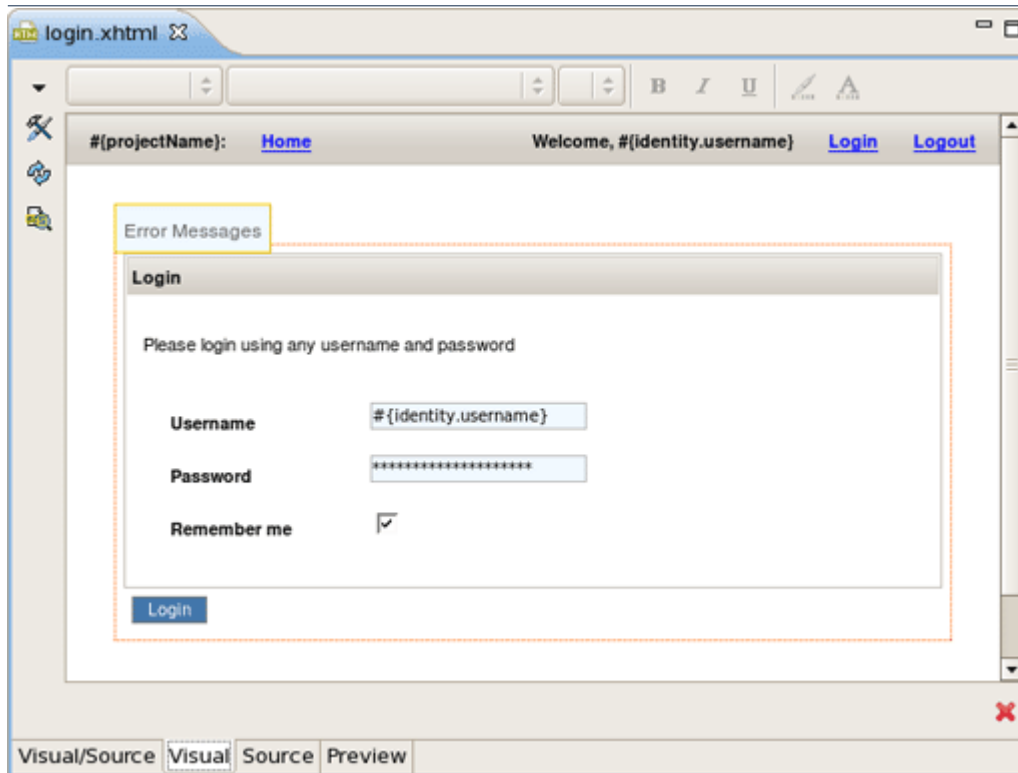 login.xhtml
B I U A
#{projectName}: Home Welcome, #{identity.username} Login Logout
Error Messages
Login
Please login using any username and password
Username #{identity.username}
Password ********************
Remember me
Login
Visual/Source Visual Source Preview